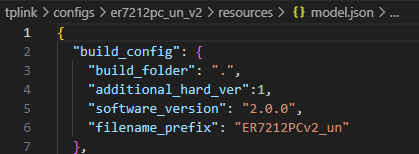 tplink > configs > er7212pc_un_v2 > resources > {} model.json > ...
1 {
2 "build_config": {
3 "build_folder": ".",
4 "additional_hard_ver":1,
5 "software_version": "2.0.0",
6 "filename_prefix": "ER7212PCv2_un"
7 },